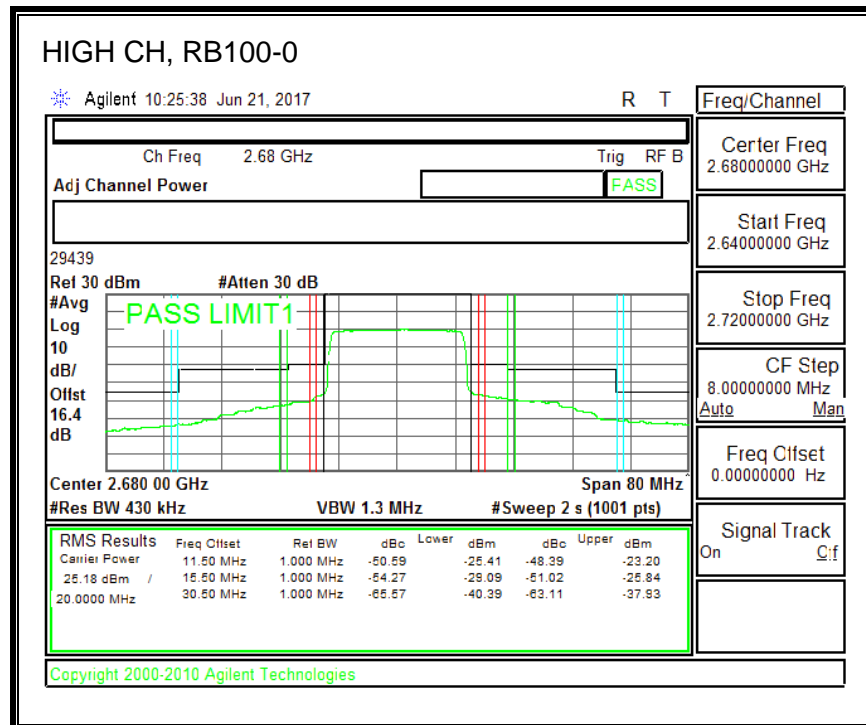 HIGH CH, RB100-0
Agilent 10:25:38 Jun 21, 2017 R T
Freq/Channel
Ch Freq 2.68 GHz Trig RF B
Adj Channel Power PASS
Center Freq
2.68000000 GHz
Start Freq
2.64000000 GHz
Stop Freq
2.72000000 GHz
CF Step
8.00000000 MHz
Auto Man
Freq Offset
0.00000000 Hz
Signal Track
On Off
29439
Ref 30 dBm #Atten 30 dB
#Avg
Log
10
dB/
Offst
16.4
dB
PASS LIMIT1
Center 2.680 00 GHz Span 80 MHz
#Res BW 430 kHz VBW 1.3 MHz #Sweep 2 s (1001 pts)
RMS Results Freq Offset Ref BW dBc Lower dBm dBc Upper dBm
Carrier Power 11.50 MHz 1.000 MHz -50.59 -25.41 -48.39 -23.20
25.18 dBm / 15.50 MHz 1.000 MHz -54.27 -29.09 -51.02 -25.84
20.0000 MHz 30.50 MHz 1.000 MHz -65.57 -40.39 -63.11 -37.93
Copyright 2000-2010 Agilent Technologies